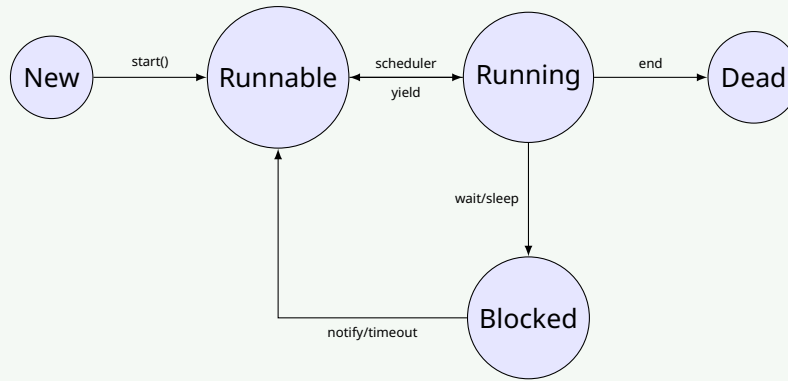 New
start()
Runnable
scheduler
yield
Running
end
Dead
wait/sleep
Blocked
notify/timeout